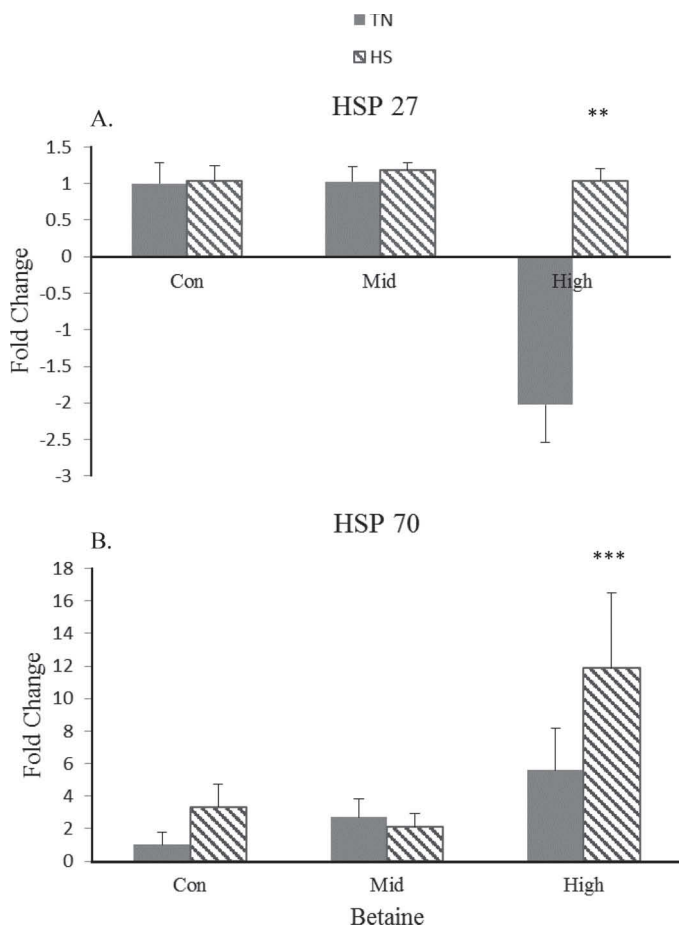 TN
HS
A.
HSP 27
**
1.5
1
0.5
0
-0.5
-1
-1.5
-2
-2.5
-3
Fold Change
Con Mid High
B.
HSP 70
***
18
16
14
12
10
8
6
4
2
0
Fold Change
Con Mid High
Betaine